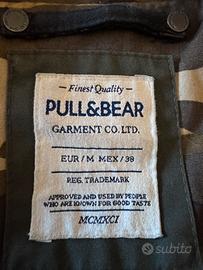 — Finest Quality —
PULL&BEAR
GARMENT CO. LTD.
EUR/M MEX/38
REG. TRADEMARK
APPROVED AND USED BY PEOPLE
WHO ARE KNOWN FOR GOOD TASTE
MCMXCI
subito